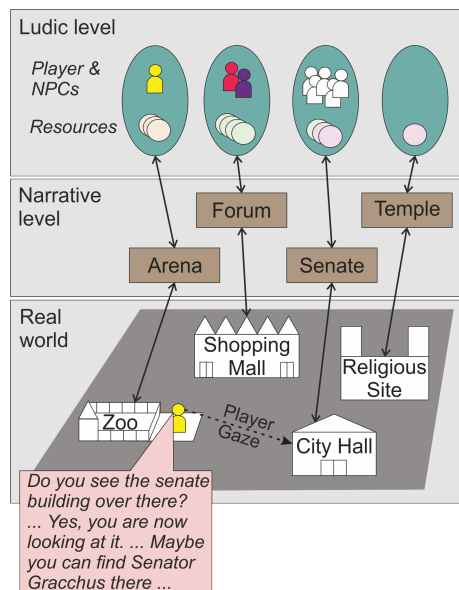 Ludic level
Player &
NPCs
Resources
Narrative
level
Forum
Temple
Arena
Senate
Real
world
Shopping
Mall
Religious
Site
Zoo
Player
Gaze
City Hall
Do you see the senate
building over there?
... Yes, you are now
looking at it. ... Maybe
you can find Senator
Gracchus there ...